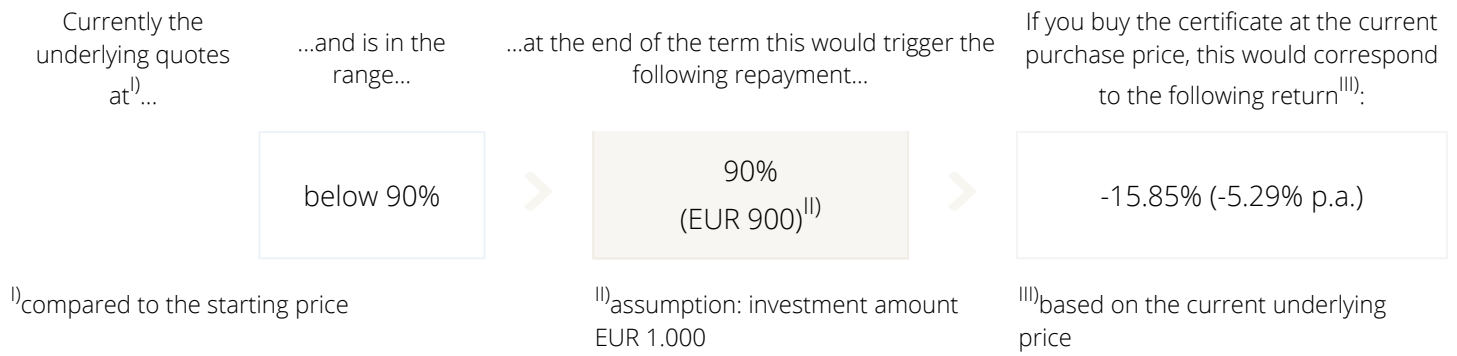 Currently the
underlying quotes
at I)...
...and is in the
range...
...at the end of the term this would trigger the
following repayment...
If you buy the certificate at the current
purchase price, this would correspond
to the following return III):
below 90%
90%
(EUR 900) II)
-15.85% (-5.29% p.a.)
I) compared to the starting price
II) assumption: investment amount
EUR 1.000
III) based on the current underlying
price